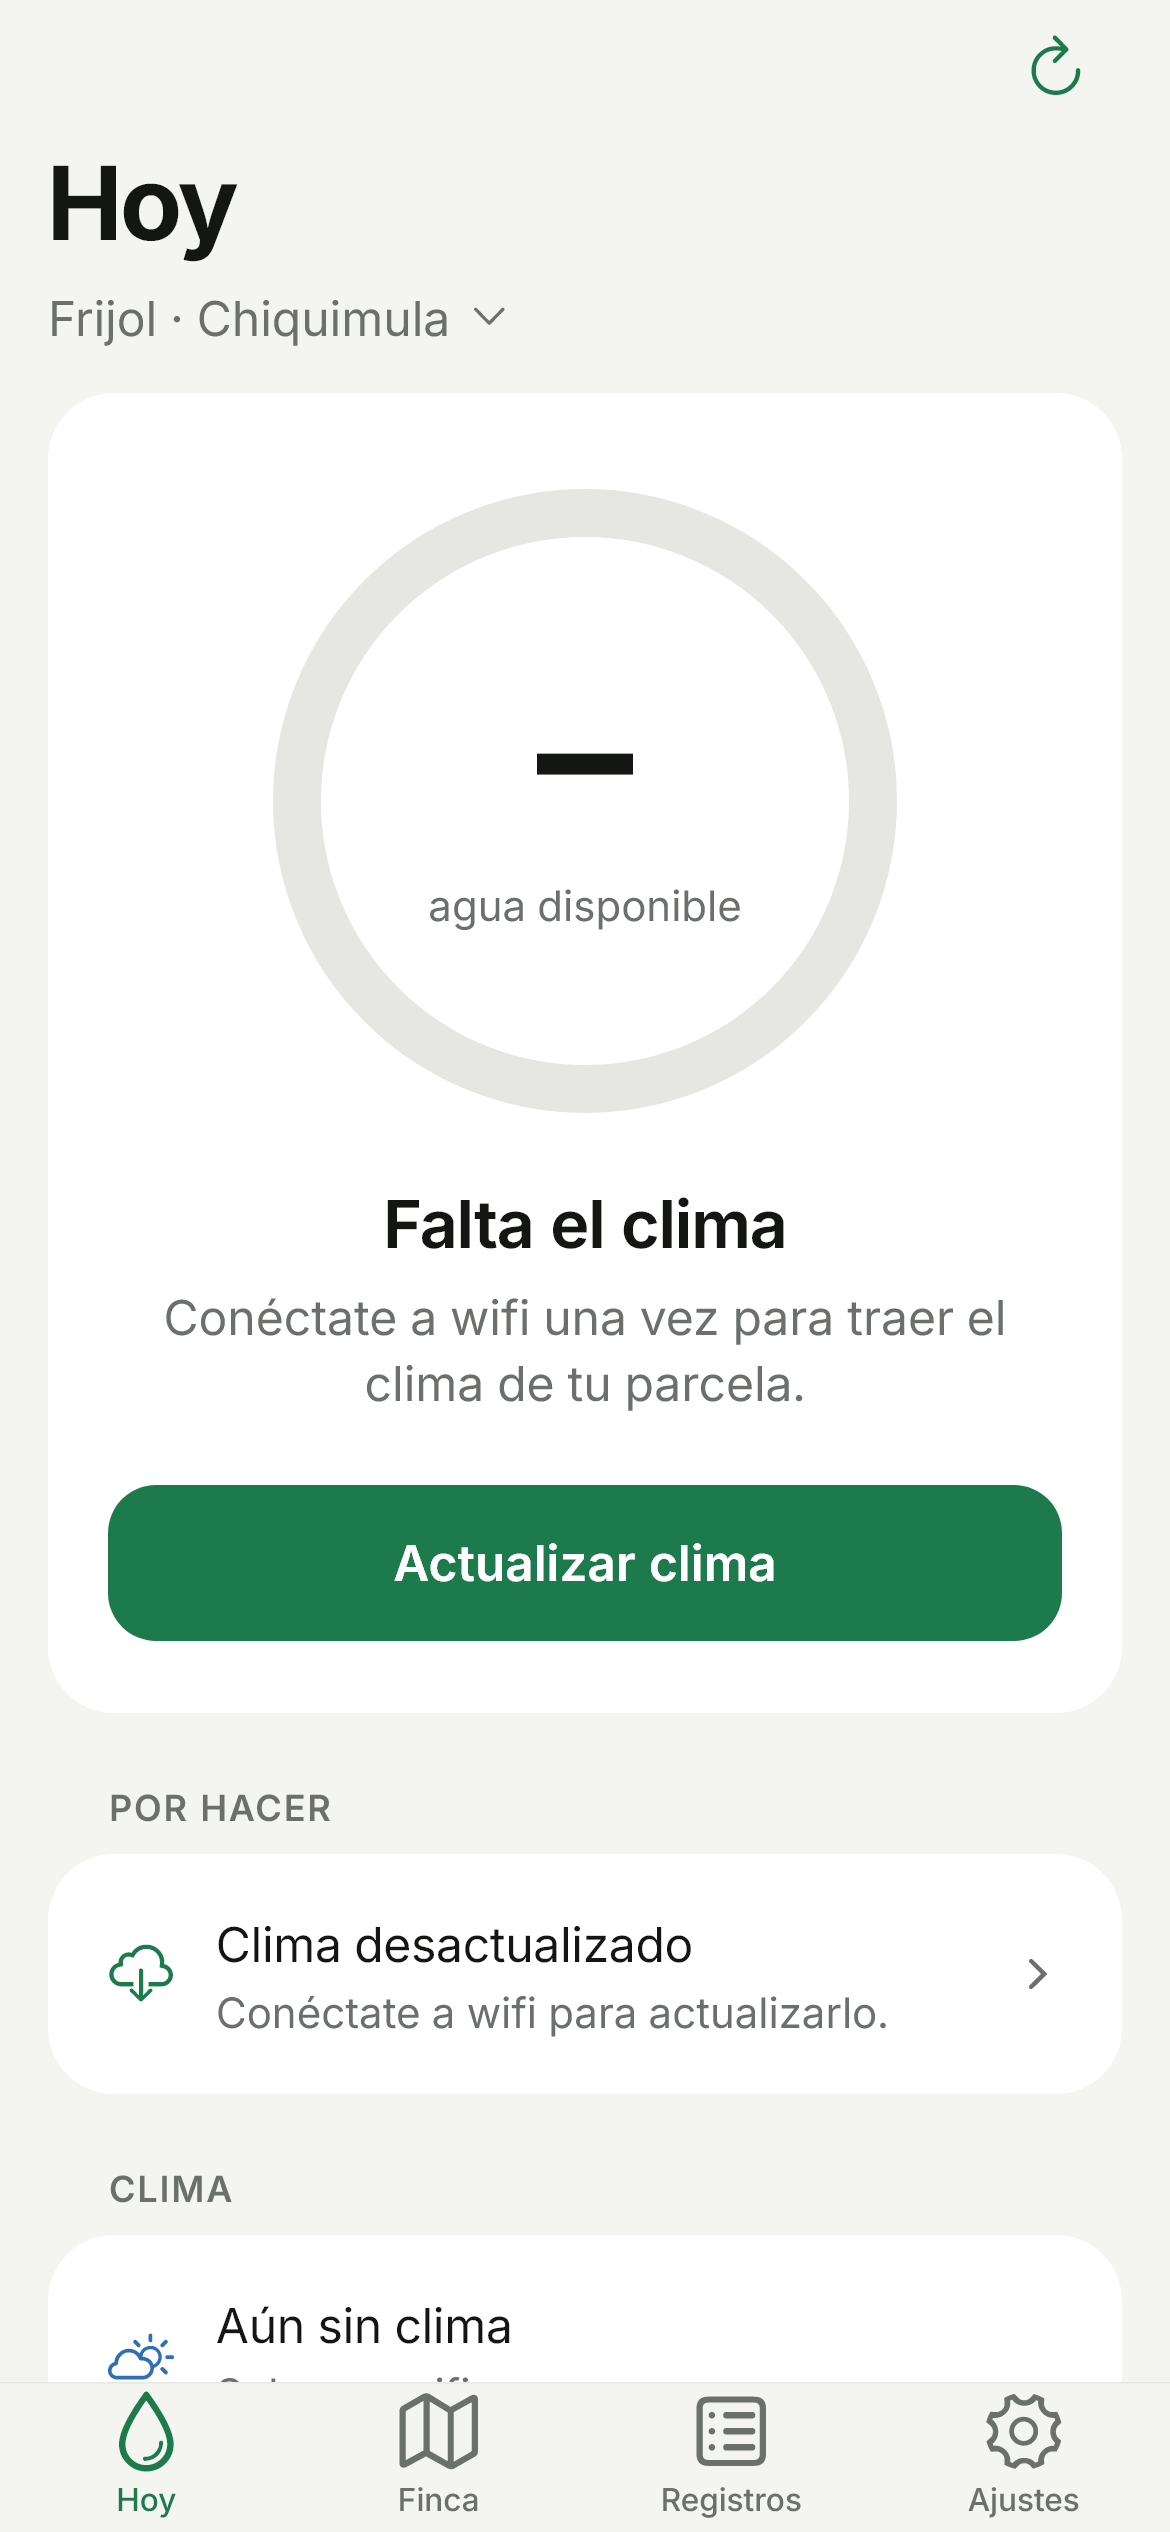 Hoy
Frijol · Chiquimula
–
agua disponible
Falta el clima
Conéctate a wifi una vez para traer el
clima de tu parcela.
Actualizar clima
POR HACER
Clima desactualizado
Conéctate a wifi para actualizarlo.
CLIMA
Aún sin clima
Hoy
Finca
Registros
Ajustes